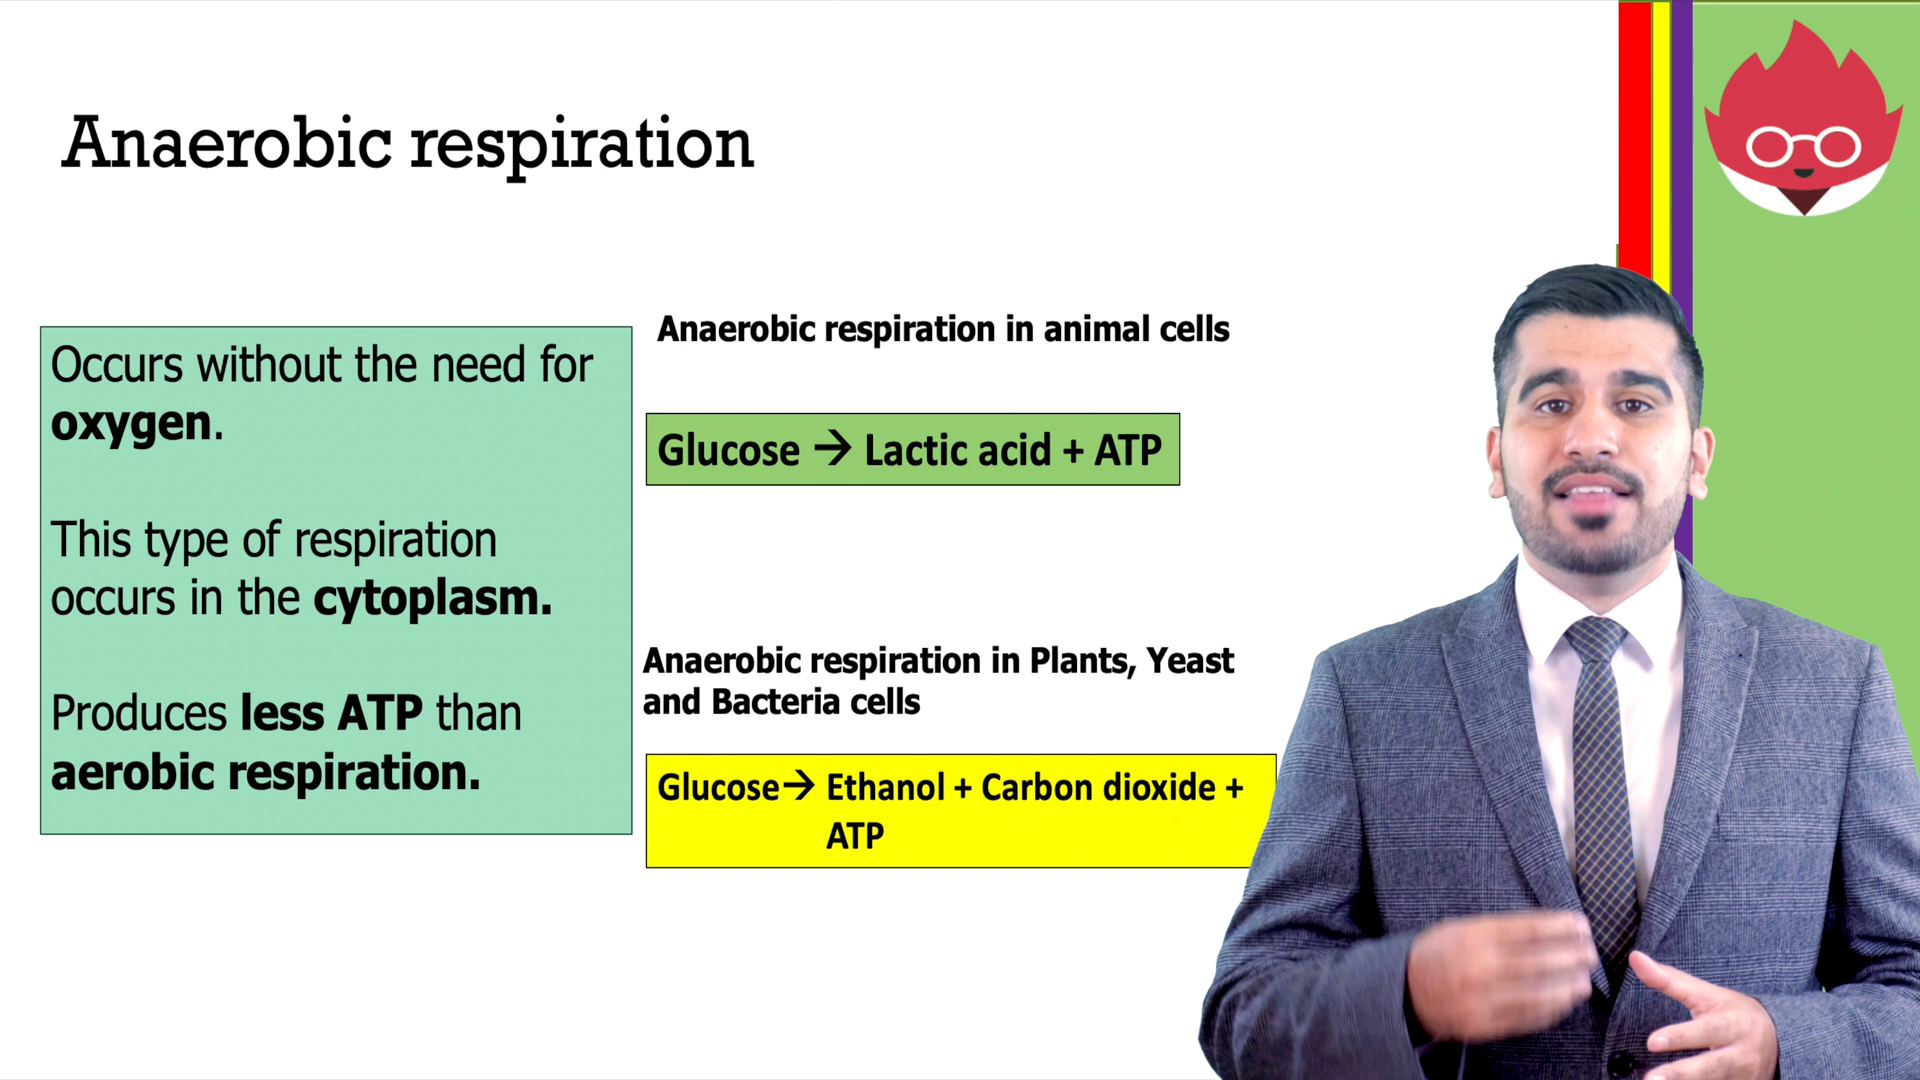 Anaerobic respiration
Occurs without the need for
oxygen.
This type of respiration
occurs in the cytoplasm.
Produces less ATP than
aerobic respiration.
Anaerobic respiration in animal cells
Glucose → Lactic acid + ATP
Anaerobic respiration in Plants, Yeast
and Bacteria cells
Glucose→ Ethanol + Carbon dioxide +
ATP